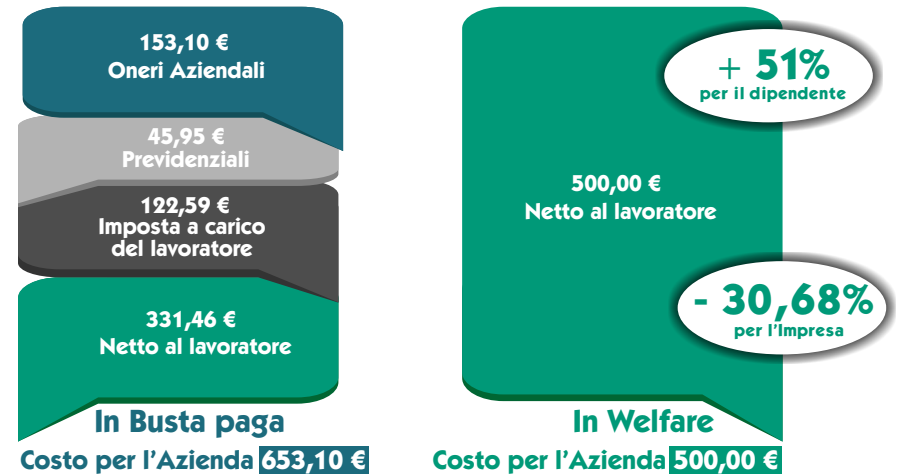 153,10 €
Oneri Aziendali
45,95 €
Previdenziali
122,59 €
Imposta a carico
del lavoratore
331,46 €
Netto al lavoratore
In Busta paga
Costo per l'Azienda 653,10 €
+ 51%
per il dipendente
500,00 €
Netto al lavoratore
- 30,68%
per l'Impresa
In Welfare
Costo per l'Azienda 500,00 €